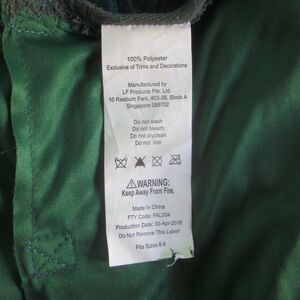 100% Polyester
Exclusive of Trims and Decorations
Manufactured by
LF Products Pte. Ltd.
10 Raeburn Park, #03-08, Block A
Singapore 088702
Do not wash
Do not bleach
Do not dryclean
Do not iron
⚠WARNING:
Keep Away From Fire.
Made In China
FTY Code: PAL004
Production Date: 30-Apr-2016
Do Not Remove This Label!
Fits Sizes 6-8